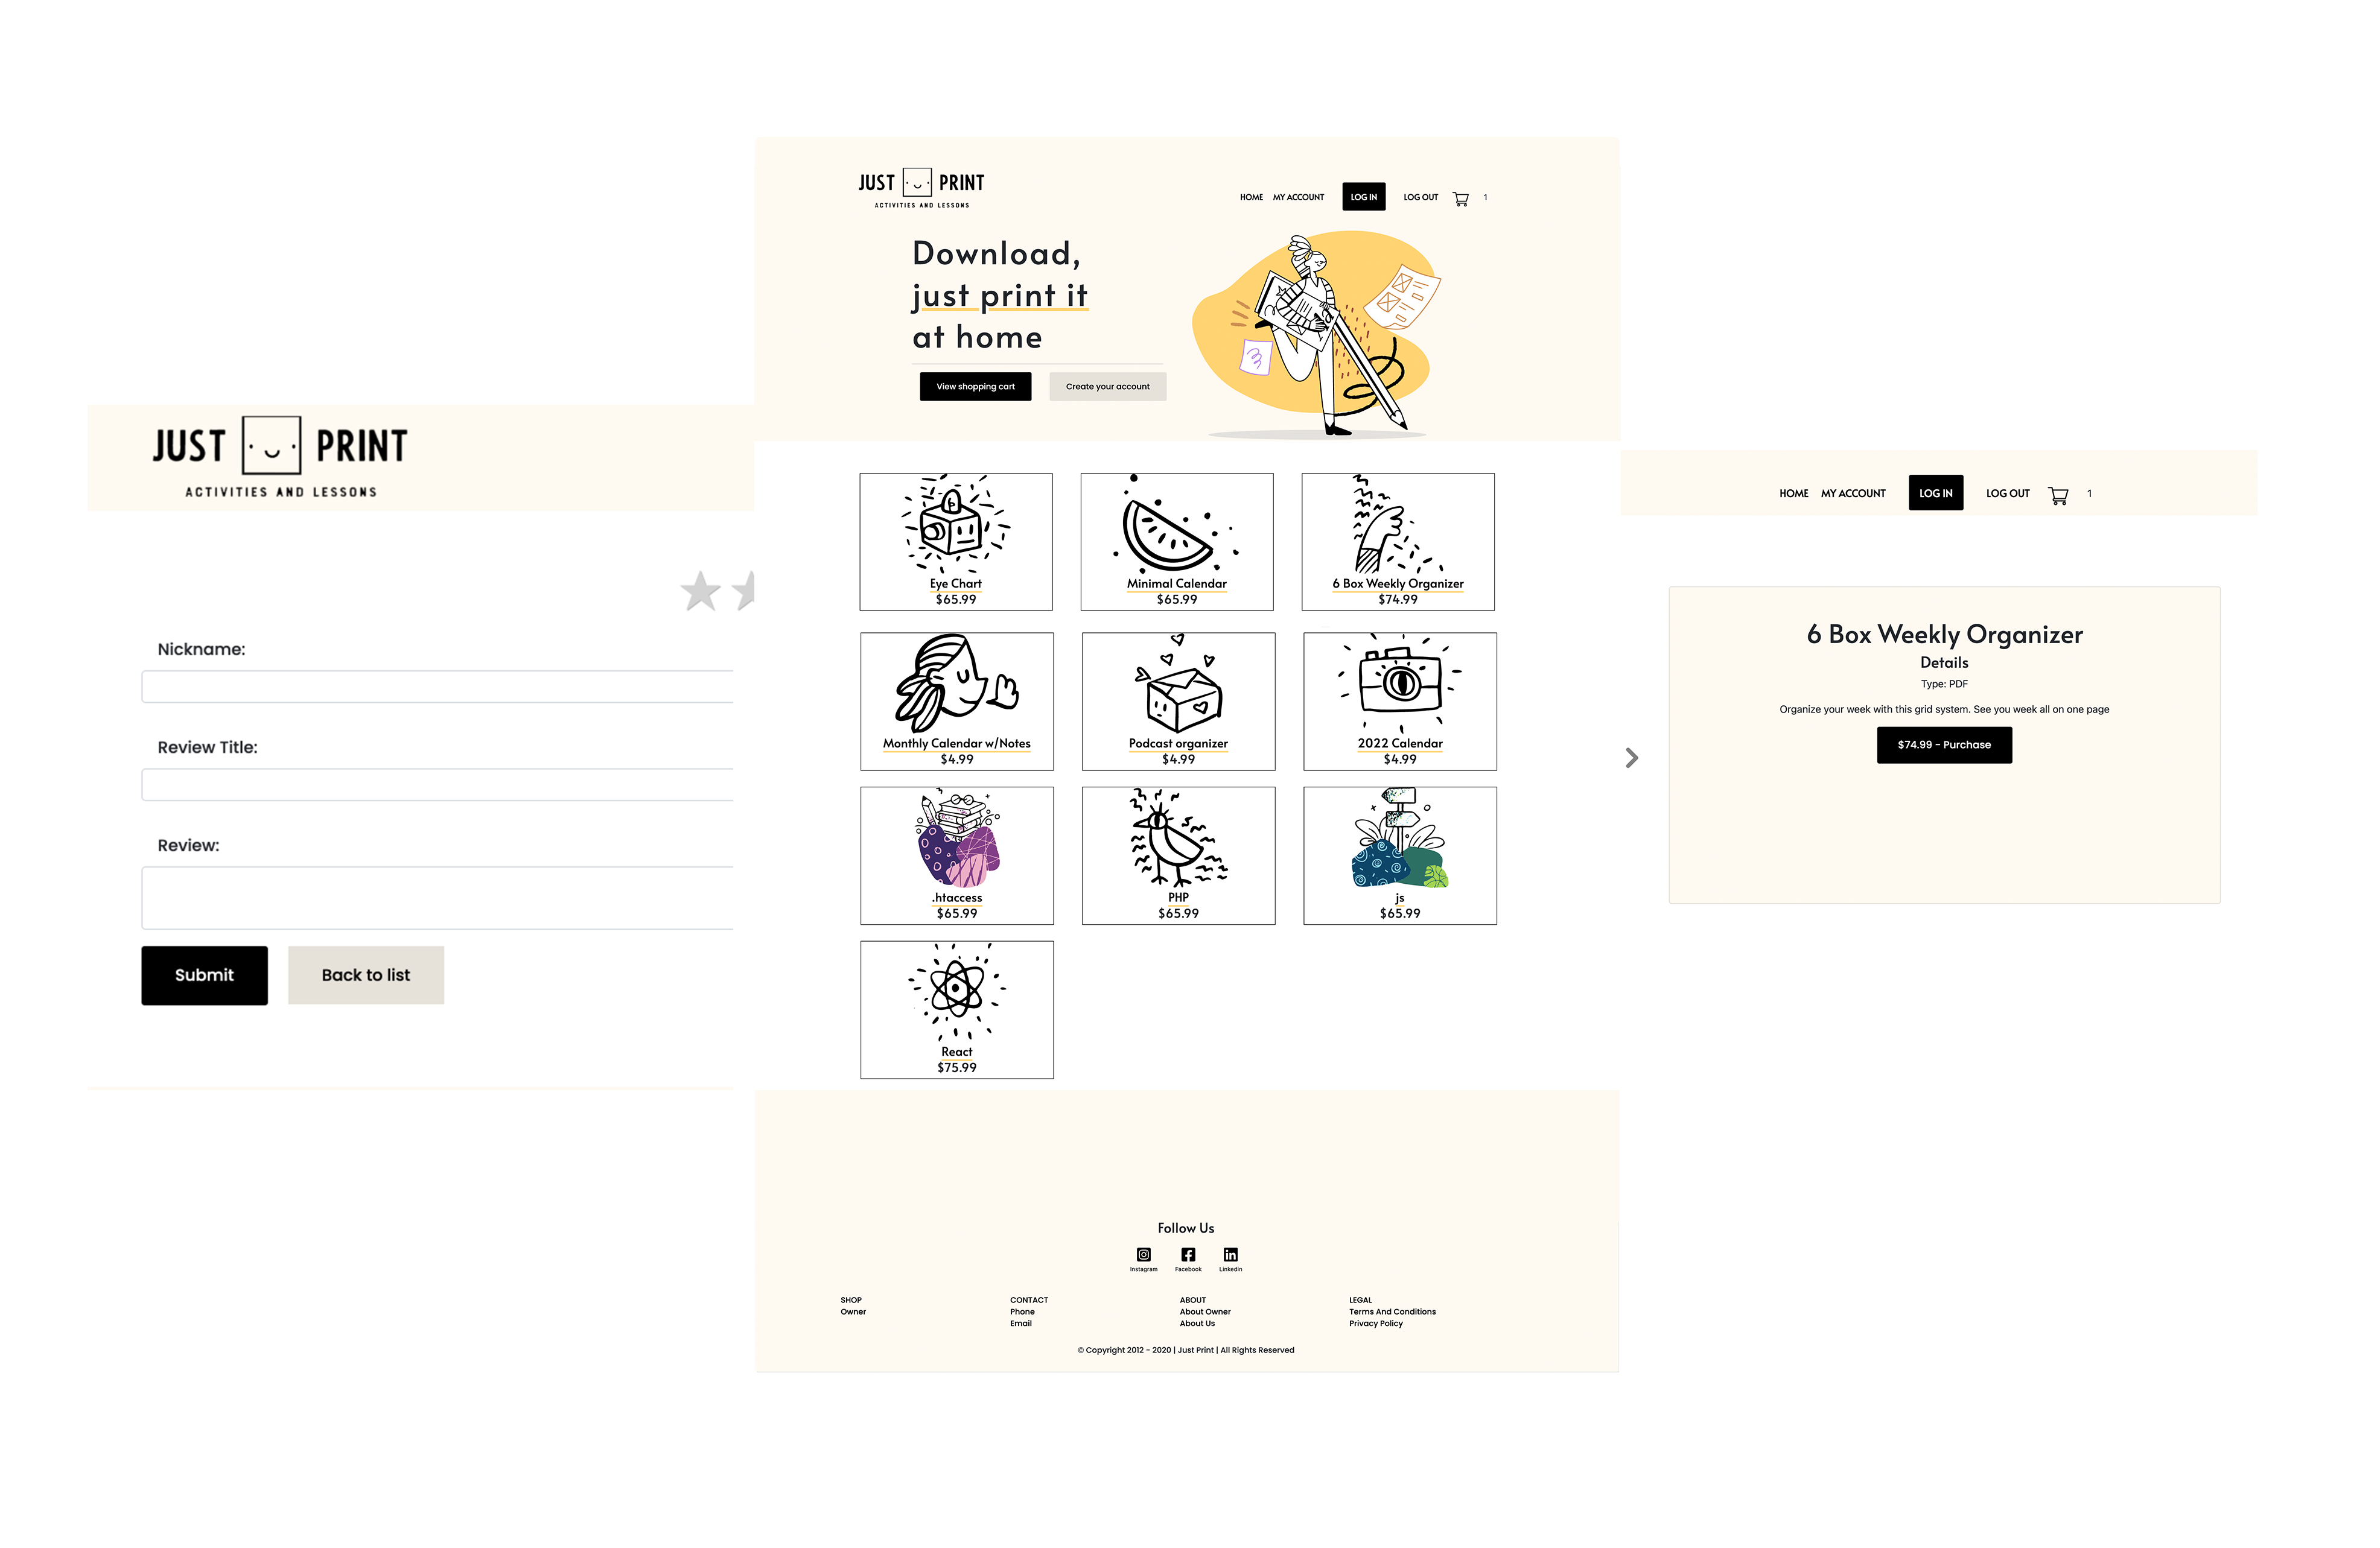 JUST PRINT
ACTIVITIES AND LESSONS
Nickname:
Review Title:
Review:
Submit Back to list
JUST PRINT
ACTIVITIES AND LESSONS
HOME MY ACCOUNT LOG IN LOG OUT 1
Download,
just print it
at home
View shopping cart Create your account
Eye Chart
$65.99
Minimal Calendar
$65.99
6 Box Weekly Organizer
$74.99
Monthly Calendar w/Notes
$4.99
Podcast organizer
$4.99
2022 Calendar
$4.99
.htaccess
$65.99
PHP
$65.99
js
$65.99
React
$75.99
Follow Us
Instagram Facebook Linkedin
SHOP
Owner
CONTACT
Phone
Email
ABOUT
About Owner
About Us
LEGAL
Terms And Conditions
Privacy Policy
© Copyright 2012 - 2020 | Just Print | All Rights Reserved
HOME MY ACCOUNT LOG IN LOG OUT 1
6 Box Weekly Organizer
Details
Type: PDF
Organize your week with this grid system. See you week all on one page
$74.99 - Purchase